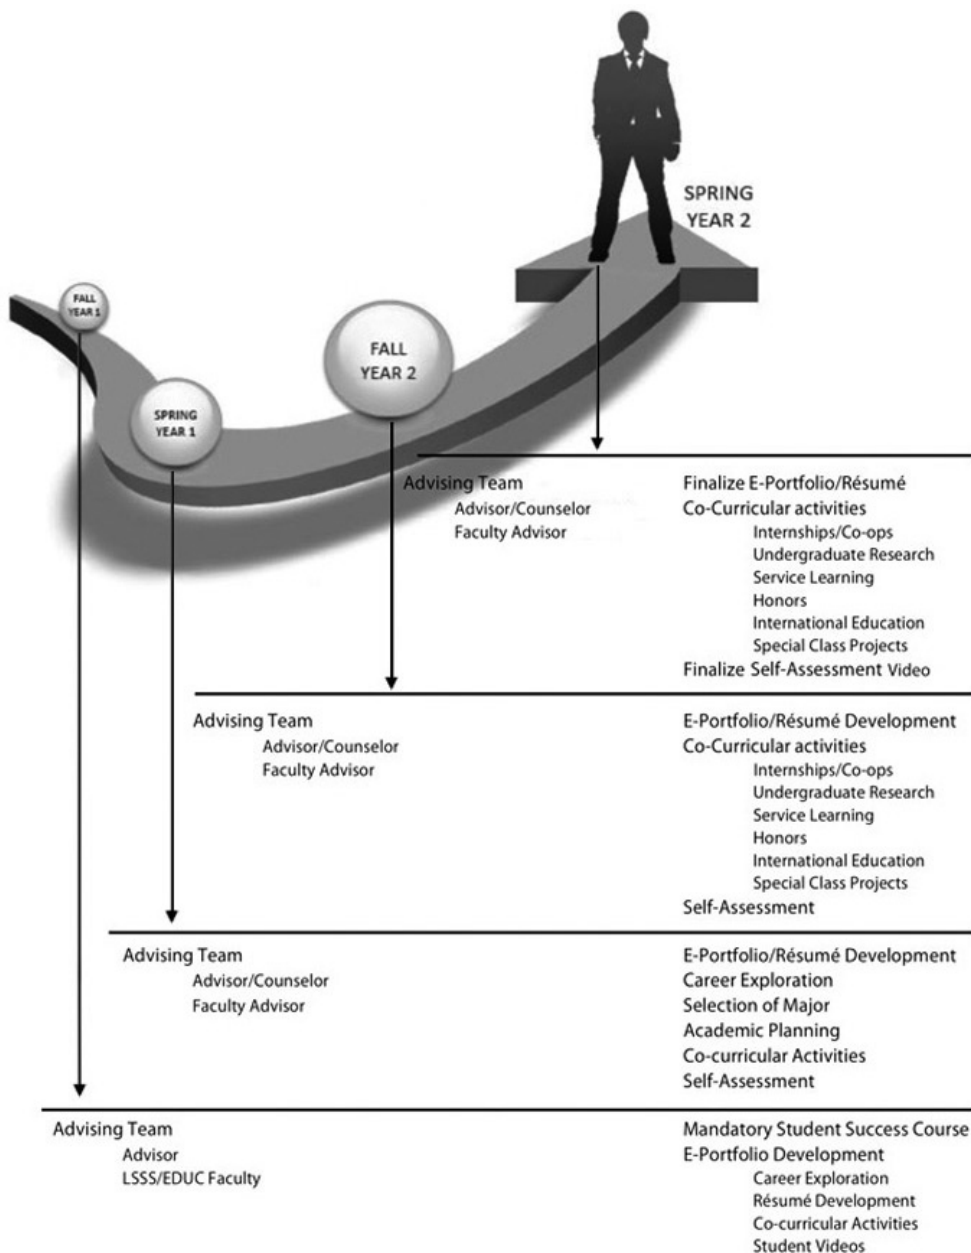 SPRING
YEAR 2
FALL
YEAR 1
FALL
YEAR 2
SPRING
YEAR 1
Advising Team
Advisor/Counselor
Faculty Advisor
Finalize E-Portfolio/Résumé
Co-Curricular activities
Internships/Co-ops
Undergraduate Research
Service Learning
Honors
International Education
Special Class Projects
Finalize Self-Assessment Video
Advising Team
Advisor/Counselor
Faculty Advisor
E-Portfolio/Résumé Development
Co-Curricular activities
Internships/Co-ops
Undergraduate Research
Service Learning
Honors
International Education
Special Class Projects
Self-Assessment
Advising Team
Advisor/Counselor
Faculty Advisor
E-Portfolio/Résumé Development
Career Exploration
Selection of Major
Academic Planning
Co-curricular Activities
Self-Assessment
Advising Team
Advisor
LSSS/EDUC Faculty
Mandatory Student Success Course
E-Portfolio Development
Career Exploration
Résumé Development
Co-curricular Activities
Student Videos